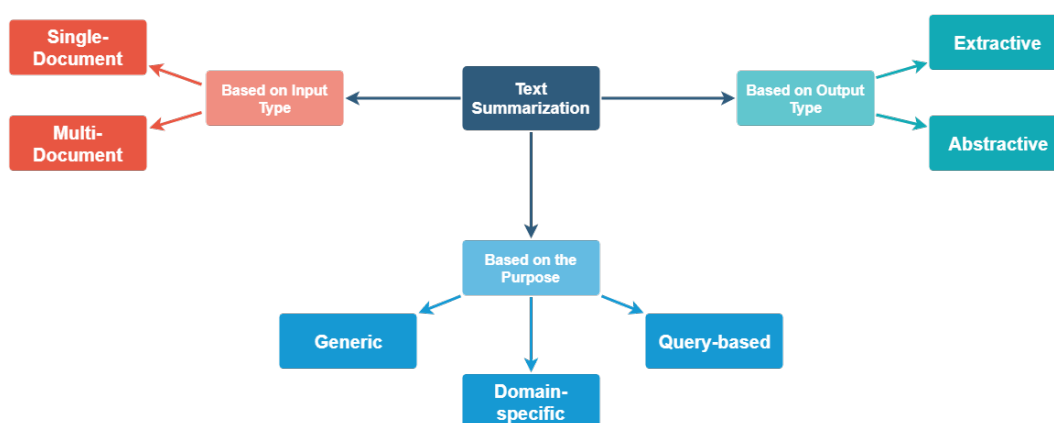 Single-
Document
Multi-
Document
Based on Input
Type
Text
Summarization
Based on Output
Type
Extractive
Abstractive
Based on the
Purpose
Generic
Domain-
specific
Query-based